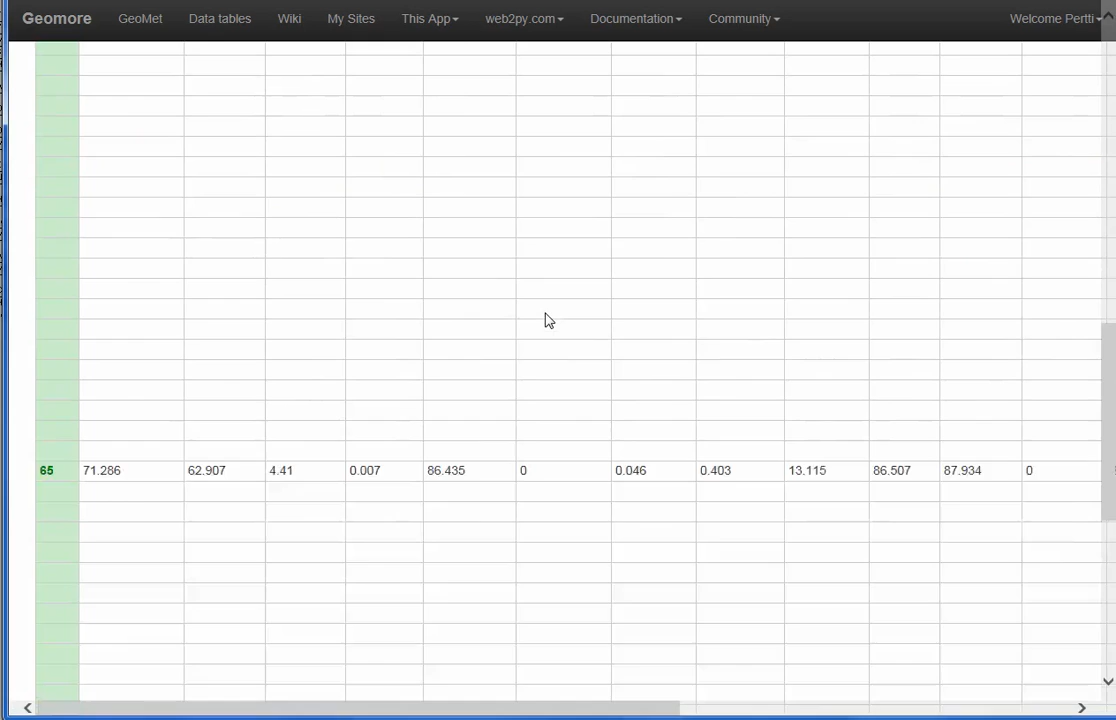 Geomore GeoMet Data tables Wiki My Sites This App web2py.com Documentation Community Welcome Pertti
65 71.286 62.907 4.41 0.007 86.435 0 0.046 0.403 13.115 86.507 87.934 0